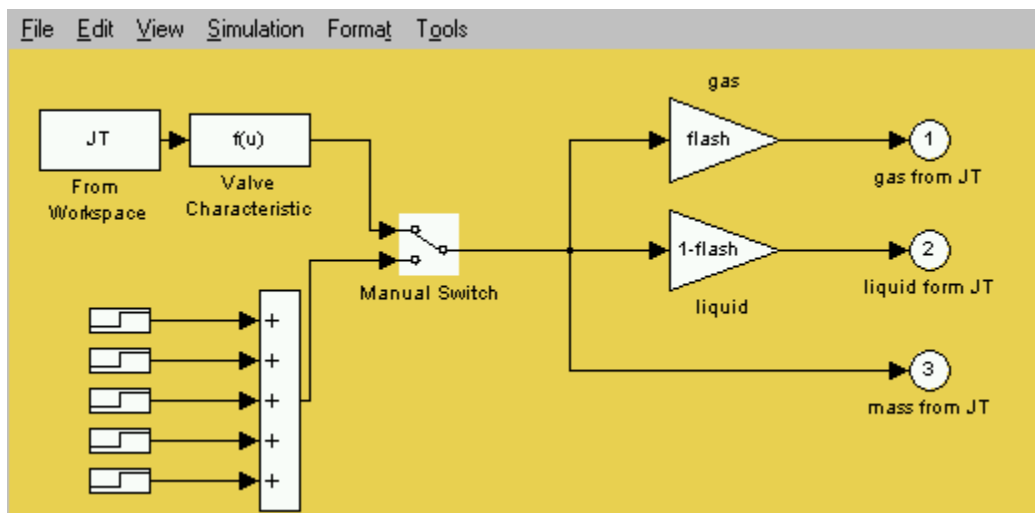 File Edit View Simulation Format Tools
gas
JT
f(u)
flash
1
From
Workspace
Valve
Characteristic
gas from JT
1-flash
2
Manual Switch
liquid
liquid form JT
+
+
+
+
+
3
mass from JT